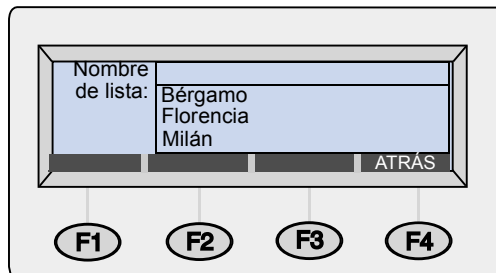 Nombre
de lista:
Bérgamo
Florencia
Milán
ATRÁS
F1 F2 F3 F4